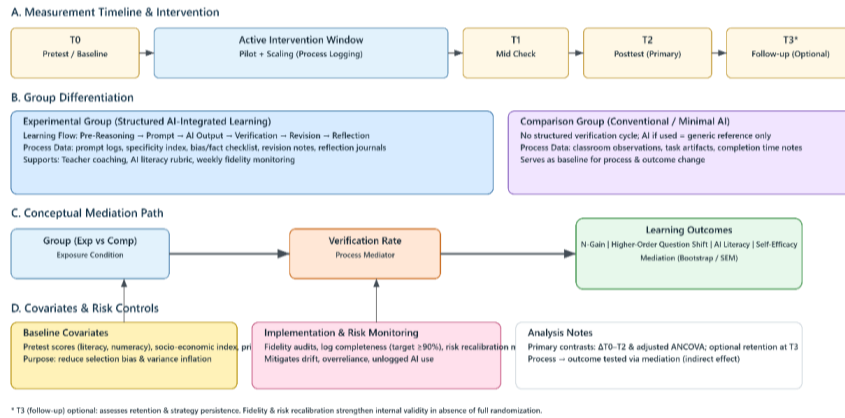 A. Measurement Timeline & Intervention
T0
Pretest / Baseline
Active Intervention Window
Pilot + Scaling (Process Logging)
T1
Mid Check
T2
Posttest (Primary)
T3*
Follow-up (Optional)
B. Group Differentiation
Experimental Group (Structured AI-Integrated Learning)
Learning Flow: Pre-Reasoning → Prompt → AI Output → Verification → Revision → Reflection
Process Data: prompt logs, specificity index, bias/fact checklist, revision notes, reflection journals
Supports: Teacher coaching, AI literacy rubric, weekly fidelity monitoring
Comparison Group (Conventional / Minimal AI)
No structured verification cycle; AI if used = generic reference only
Process Data: classroom observations, task artifacts, completion time notes
Serves as baseline for process & outcome change
C. Conceptual Mediation Path
Group (Exp vs Comp)
Exposure Condition
Verification Rate
Process Mediator
Learning Outcomes
N-Gain | Higher-Order Question Shift | AI Literacy | Self-Efficacy
Mediation (Bootstrap / SEM)
D. Covariates & Risk Controls
Baseline Covariates
Pretest scores (literacy, numeracy), socio-economic index, pri
Purpose: reduce selection bias & variance inflation
Implementation & Risk Monitoring
Fidelity audits, log completeness (target ≥90%), risk recalibration n
Mitigates drift, overreliance, unlogged AI use
Analysis Notes
Primary contrasts: ΔT0–T2 & adjusted ANCOVA; optional retention at T3
Process → outcome tested via mediation (indirect effect)
* T3 (follow-up) optional: assesses retention & strategy persistence. Fidelity & risk recalibration strengthen internal validity in absence of full randomization.